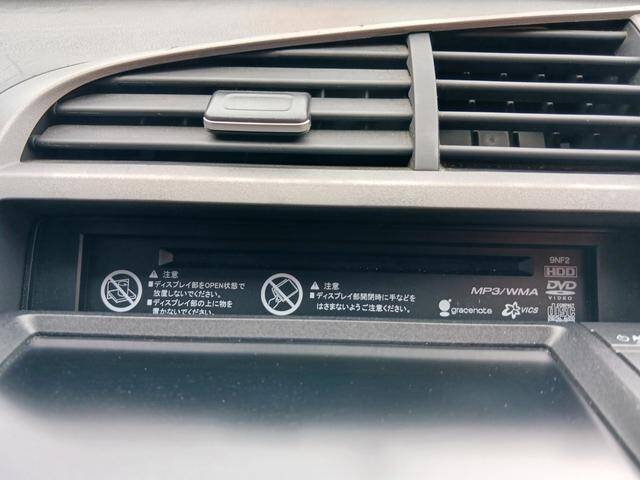 注意
■ディスプレイ部をOPEN状態で
放置しないでください。
■ディスプレイ部の上に物を
置かないでください。
注意
■ディスプレイ部開閉時に手などを
はさまないようご注意ください。
MP3/WMA
gracenote
VICS
9NF2
HDD
DVD
VIDEO
DISC